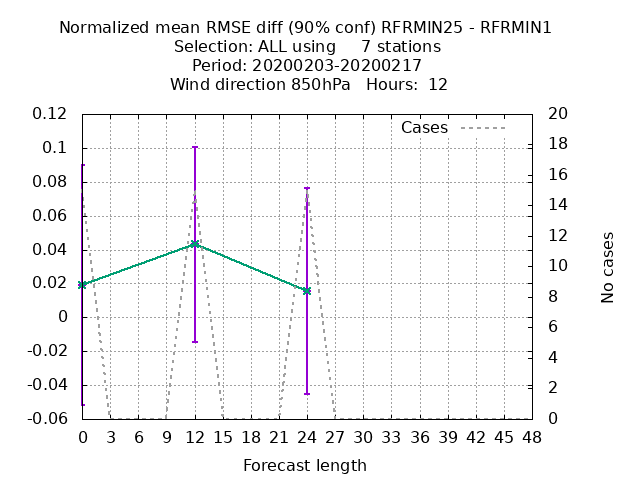 Normalized mean RMSE diff (90% conf) RFRMIN25 - RFRMIN1
Selection: ALL using     7 stations
Period: 20200203-20200217
Wind direction 850hPa   Hours:  12
Cases
0.12
0.1
0.08
0.06
0.04
0.02
0
-0.02
-0.04
-0.06
20
18
16
14
12
10
8
6
4
2
0
No cases
0 3 6 9 12 15 18 21 24 27 30 33 36 39 42 45 48
Forecast length